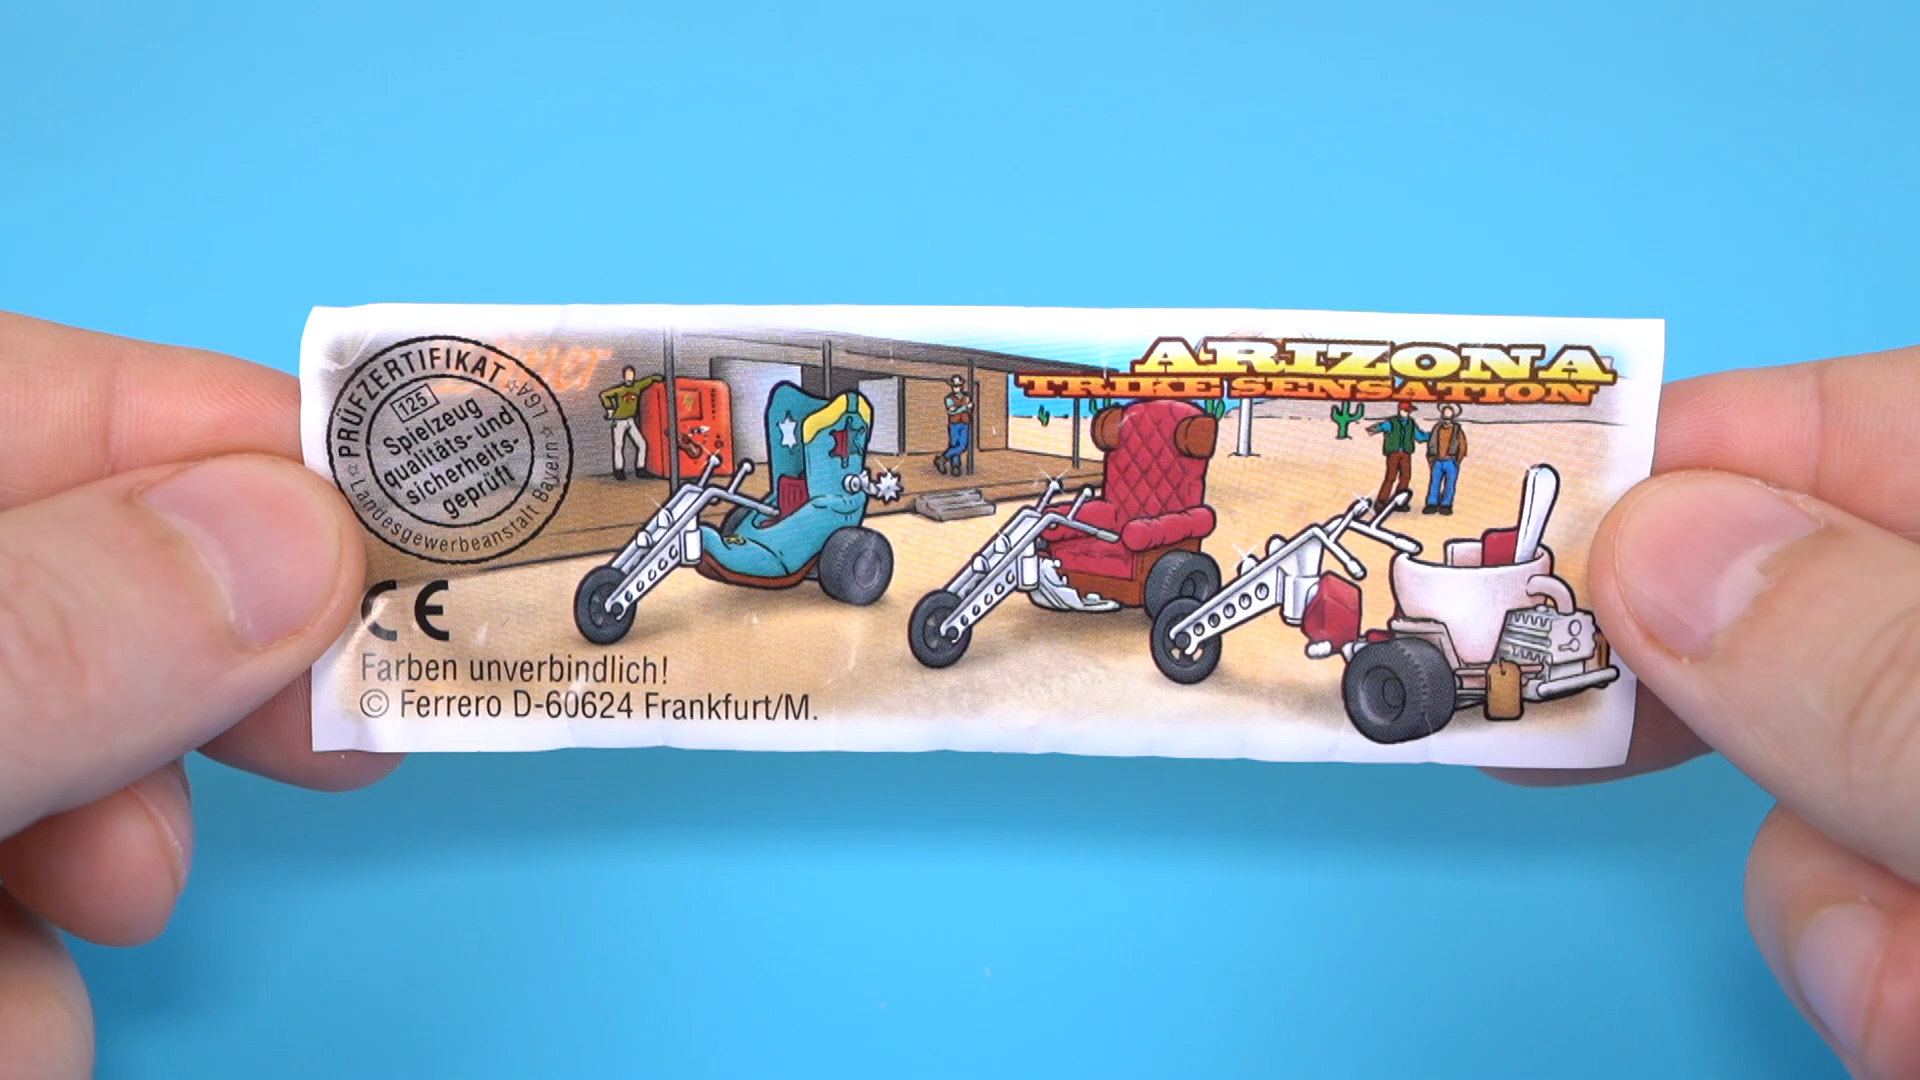 ARIZONA
TRIKE SENSATION
PRÜFZERTIFIKAT
LGA
125
Spielzeug
qualitäts- und
sicherheits-
geprüft
Landesgewerbeanstalt Bayern
CE
Farben unverbindlich!
© Ferrero D-60624 Frankfurt/M.